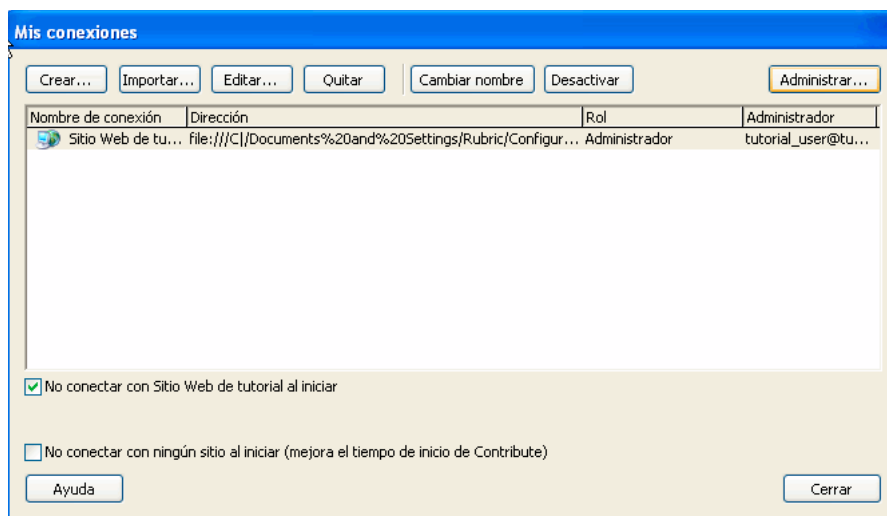 Mis conexiones
Crear... Importar... Editar... Quitar Cambiar nombre Desactivar Administrar...
Nombre de conexión Dirección Rol Administrador
Sitio Web de tu... file:///C|/Documents%20and%20Settings/Rubric/Configur... Administrador tutorial_user@tu...
No conectar con Sitio Web de tutorial al iniciar
No conectar con ningún sitio al iniciar (mejora el tiempo de inicio de Contribute)
Ayuda Cerrar